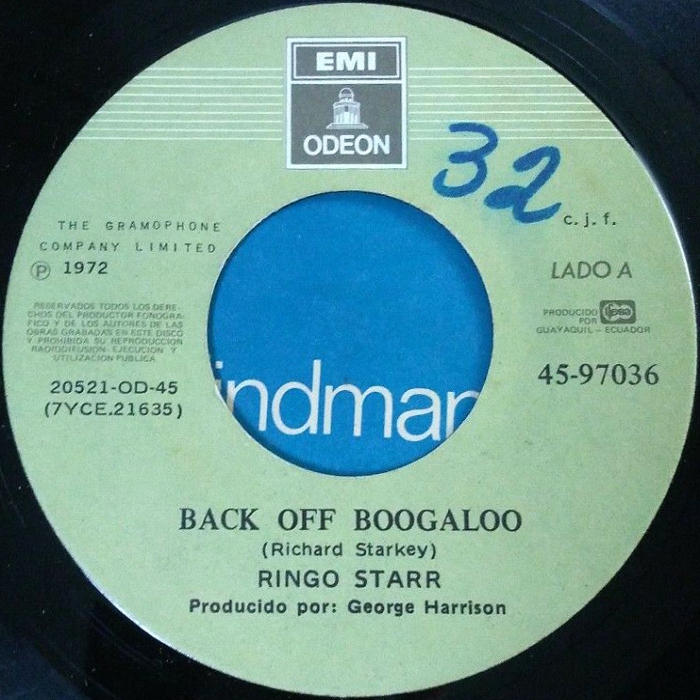 EMI
ODEON
32
c.j.f.
THE GRAMOPHONE
COMPANY LIMITED
Ⓟ 1972
LADO A
RESERVADOS TODOS LOS DERE-
CHOS DEL PRODUCTOR FONOGRA-
FICO Y DE LOS AUTORES DE LAS
OBRAS GRABADAS EN ESTE DISCO
Y PROHIBIDA SU REPRODUCCION
RADIODIFUSION-EJECUCION Y
UTILIZACION PUBLICA
PRODUCIDO
POR
GUAYAQUIL - ECUADOR
20521-OD-45
(7YCE.21635)
45-97036
indman
BACK OFF BOOGALOO
(Richard Starkey)
RINGO STARR
Producido por: George Harrison